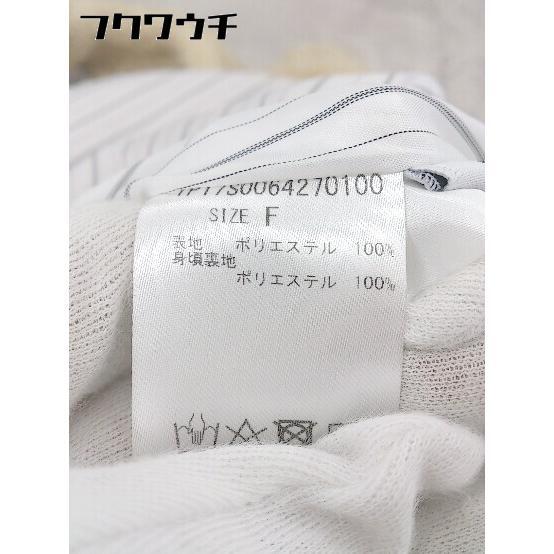 フクワウチ
1P17S0064270100
SIZE F
表地 ポリエステル 100%
身頃裏地
ポリエステル 100%